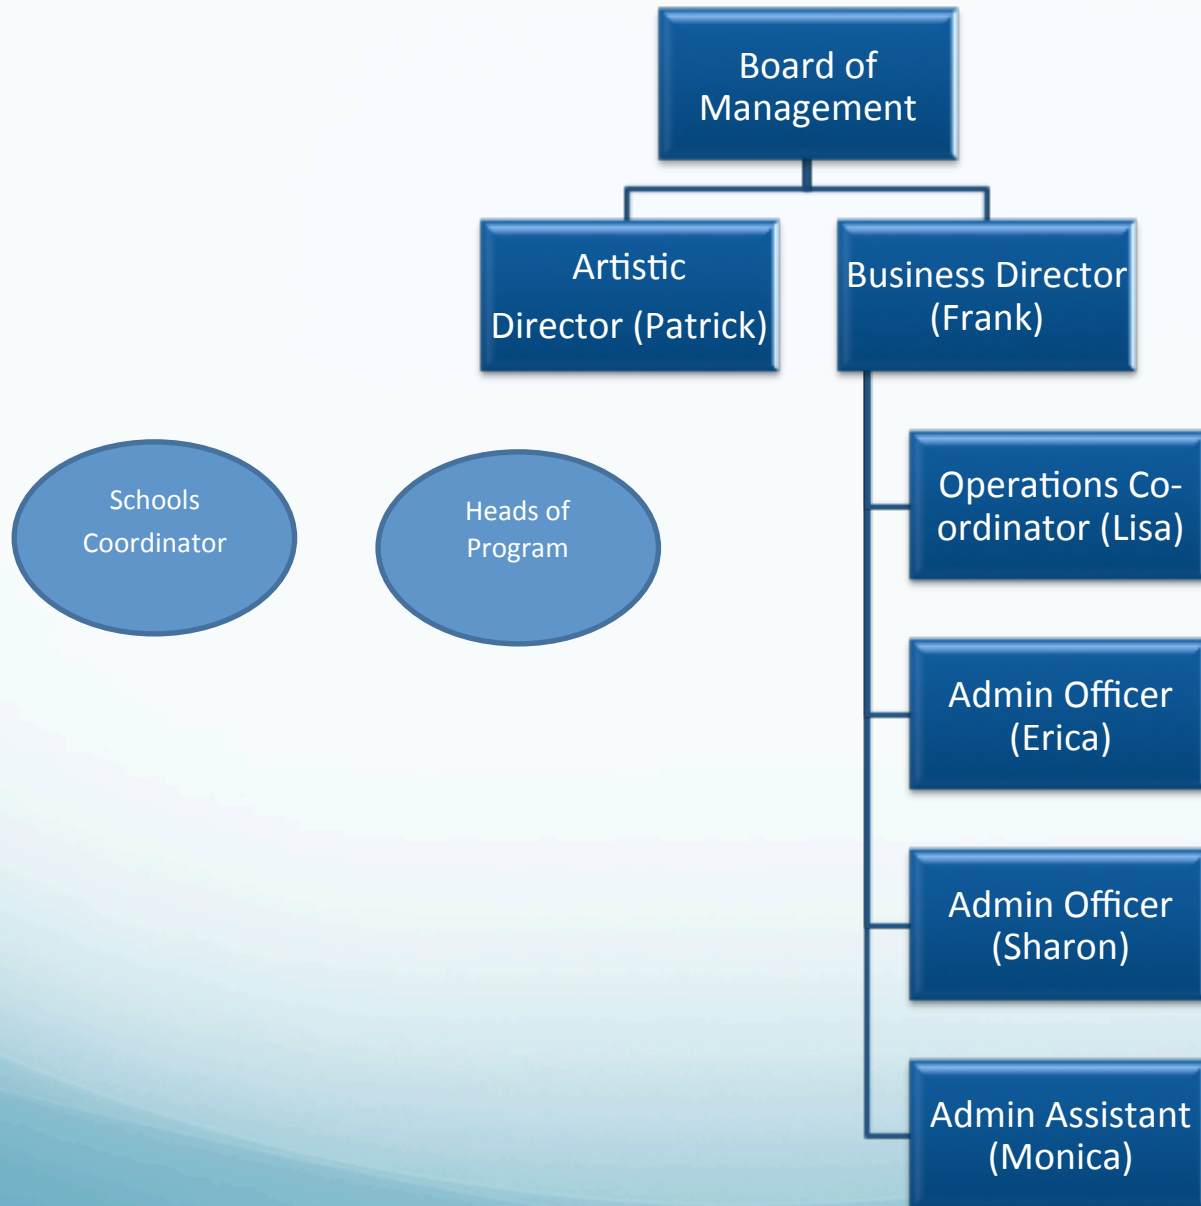 Board of
Management
Artistic
Director (Patrick)
Business Director
(Frank)
Schools
Coordinator
Heads of
Program
Operations Co-
ordinator (Lisa)
Admin Officer
(Erica)
Admin Officer
(Sharon)
Admin Assistant
(Monica)